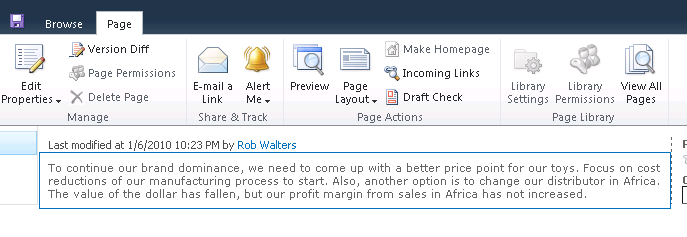 Browse Page
Edit Properties
Version Diff
Page Permissions
Delete Page
Manage
E-mail a Link
Alert Me
Share & Track
Preview
Page Layout
Make Homepage
Incoming Links
Draft Check
Page Actions
Library Settings
Library Permissions
View All Pages
Page Library
Last modified at 1/6/2010 10:23 PM by Rob Walters
To continue our brand dominance, we need to come up with a better price point for our toys. Focus on cost
reductions of our manufacturing process to start. Also, another option is to change our distributor in Africa.
The value of the dollar has fallen, but our profit margin from sales in Africa has not increased.